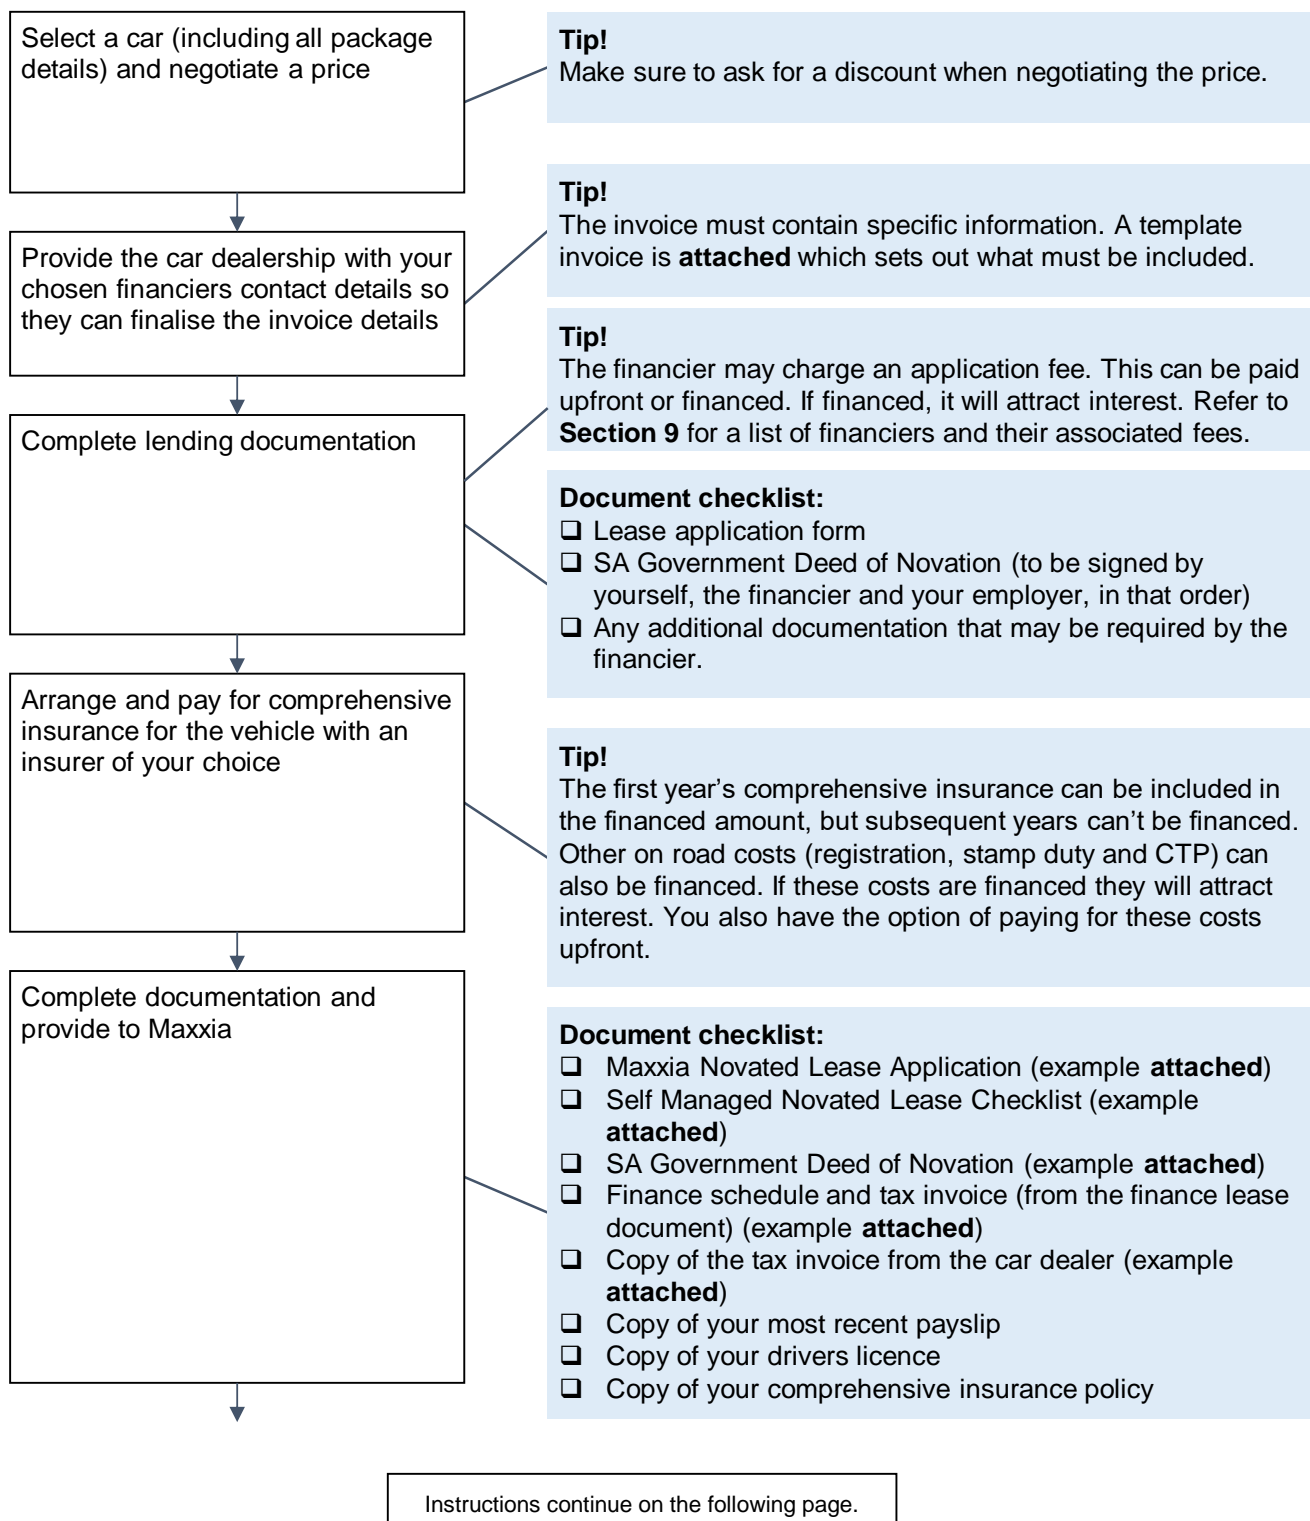 Select a car (including all package
details) and negotiate a price
Tip!
Make sure to ask for a discount when negotiating the price.
Provide the car dealership with your
chosen financiers contact details so
they can finalise the invoice details
Tip!
The invoice must contain specific information. A template
invoice is attached which sets out what must be included.
Complete lending documentation
Tip!
The financier may charge an application fee. This can be paid
upfront or financed. If financed, it will attract interest. Refer to
Section 9 for a list of financiers and their associated fees.
Document checklist:
❑ Lease application form
❑ SA Government Deed of Novation (to be signed by
yourself, the financier and your employer, in that order)
❑ Any additional documentation that may be required by the
financier.
Arrange and pay for comprehensive
insurance for the vehicle with an
insurer of your choice
Tip!
The first year’s comprehensive insurance can be included in
the financed amount, but subsequent years can’t be financed.
Other on road costs (registration, stamp duty and CTP) can
also be financed. If these costs are financed they will attract
interest. You also have the option of paying for these costs
upfront.
Complete documentation and
provide to Maxxia
Document checklist:
❑ Maxxia Novated Lease Application (example attached)
❑ Self Managed Novated Lease Checklist (example
attached)
❑ SA Government Deed of Novation (example attached)
❑ Finance schedule and tax invoice (from the finance lease
document) (example attached)
❑ Copy of the tax invoice from the car dealer (example
attached)
❑ Copy of your most recent payslip
❑ Copy of your drivers licence
❑ Copy of your comprehensive insurance policy
Instructions continue on the following page.